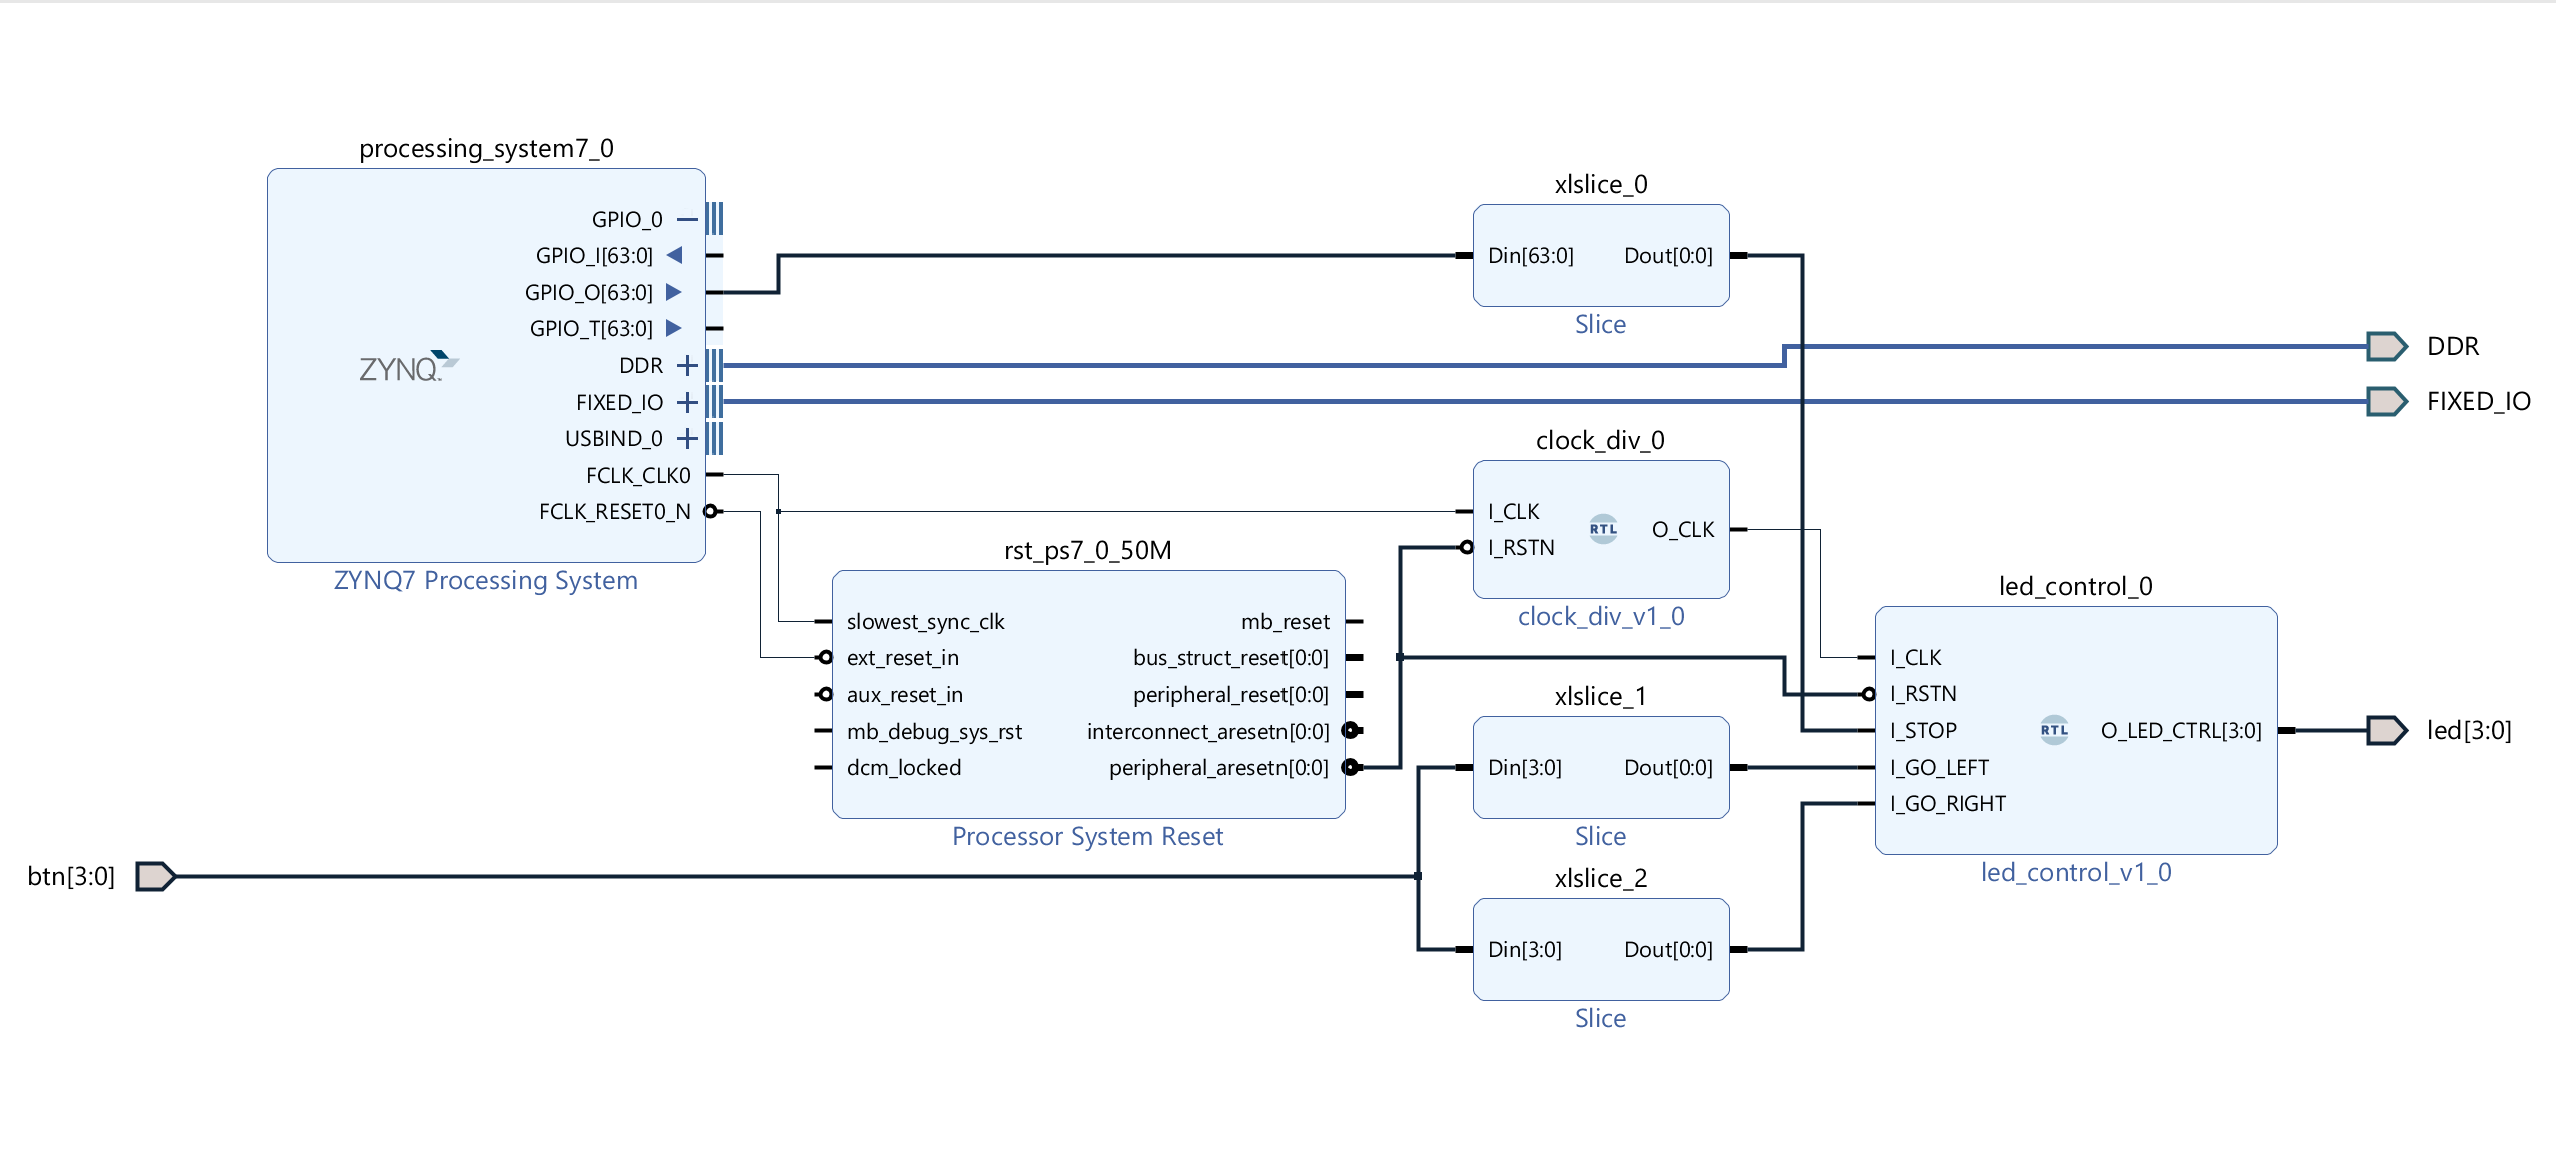 processing_system7_0
GPIO_0
GPIO_I[63:0]
GPIO_O[63:0]
GPIO_T[63:0]
DDR
FIXED_IO
USBIND_0
FCLK_CLK0
FCLK_RESET0_N
ZYNQ
ZYNQ7 Processing System
xlslice_0
Din[63:0] Dout[0:0]
Slice
DDR
FIXED_IO
clock_div_0
I_CLK
I_RSTN
RTL
O_CLK
clock_div_v1_0
rst_ps7_0_50M
slowest_sync_clk
ext_reset_in
aux_reset_in
mb_debug_sys_rst
dcm_locked
mb_reset
bus_struct_reset[0:0]
peripheral_reset[0:0]
interconnect_aresetn[0:0]
peripheral_aresetn[0:0]
Processor System Reset
xlslice_1
Din[3:0] Dout[0:0]
Slice
btn[3:0]
xlslice_2
Din[3:0] Dout[0:0]
Slice
led_control_0
I_CLK
I_RSTN
I_STOP
I_GO_LEFT
I_GO_RIGHT
RTL
O_LED_CTRL[3:0]
led_control_v1_0
led[3:0]